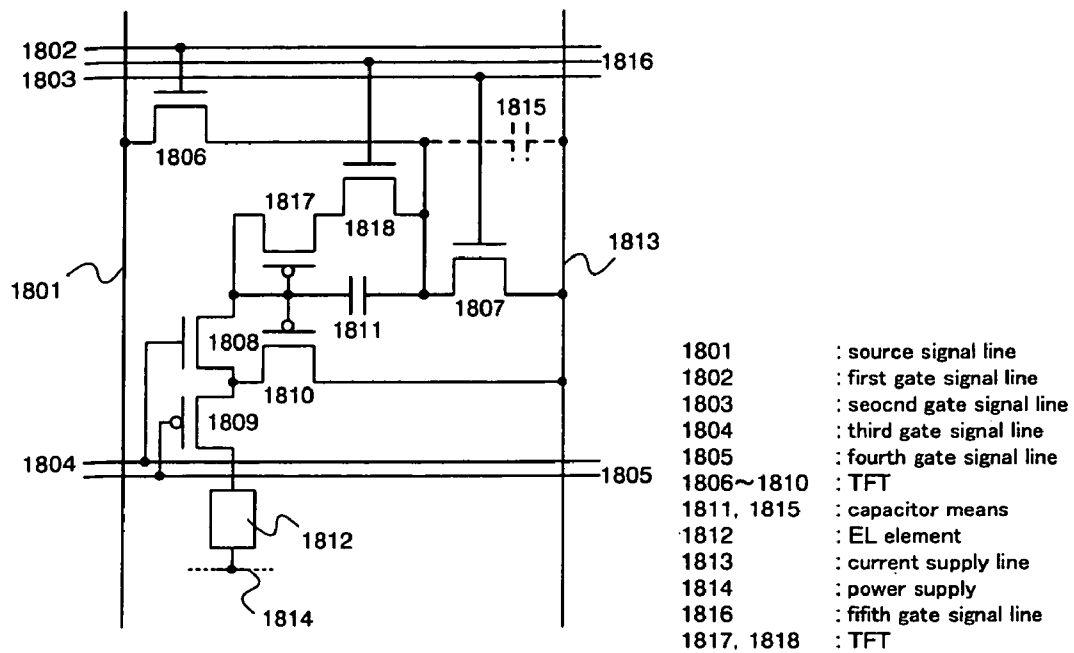 1802
1803
1816
1815
1806
1817
1818
1813
1801
1807
1811
1808
1810
1809
1804
1805
1812
1814
1801 : source signal line
1802 : first gate signal line
1803 : seocnd gate signal line
1804 : third gate signal line
1805 : fourth gate signal line
1806~1810 : TFT
1811, 1815 : capacitor means
1812 : EL element
1813 : current supply line
1814 : power supply
1816 : fifith gate signal line
1817, 1818 : TFT